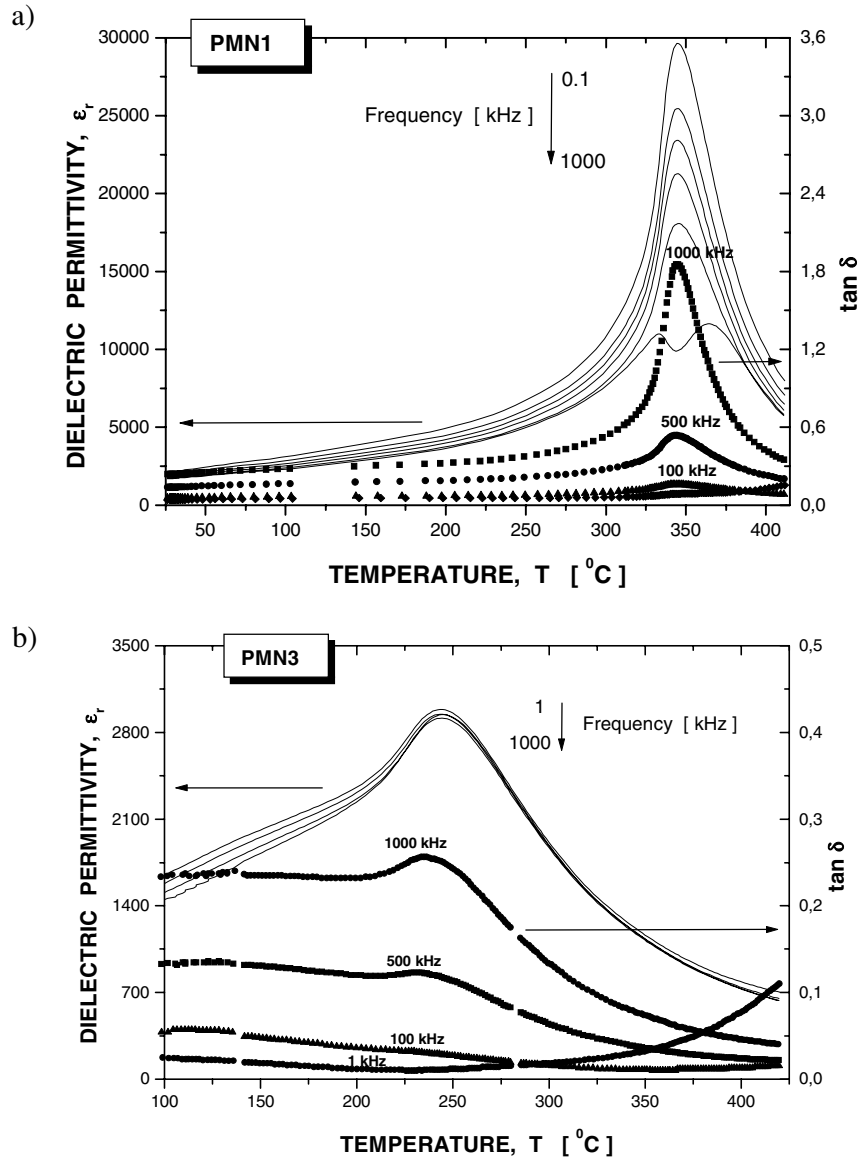 a)
PMN1
30000
25000
20000
15000
10000
5000
0
DIELECTRIC PERMITTIVITY, εr
0.1
Frequency [ kHz]
1000
1000 kHz
500 kHz
100 kHz
3,6
3,0
2,4
1,8
1,2
0,6
0,0
tan δ
50 100 150 200 250 300 350 400
TEMPERATURE, T [ °C ]
b)
PMN3
3500
2800
2100
1400
700
0
DIELECTRIC PERMITTIVITY, εr
1
Frequency [ kHz]
1000
1000 kHz
500 kHz
100 kHz
1 kHz
0,5
0,4
0,3
0,2
0,1
0,0
tan δ
100 150 200 250 300 350 400
TEMPERATURE, T [ °C ]